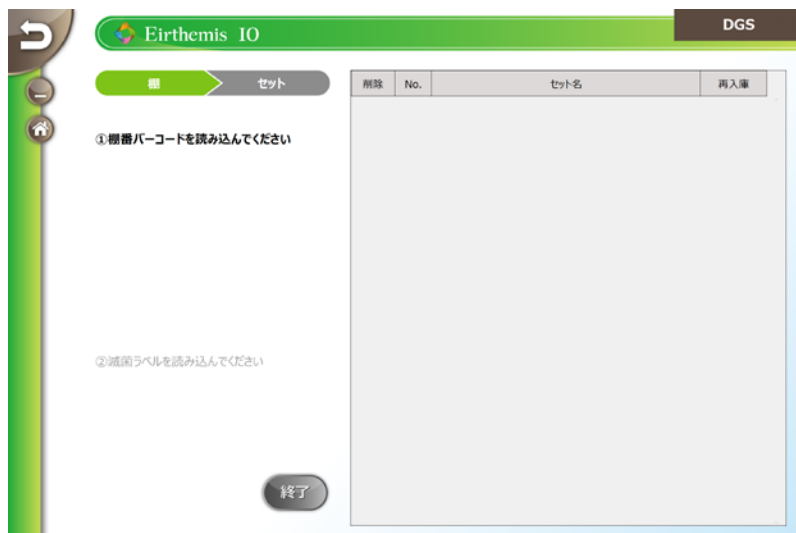 Eirthemis IO
DGS
棚
セット
削除
No.
セット名
再入庫
①棚番バーコードを読み込んでください
②滅菌ラベルを読み込んでください
終了